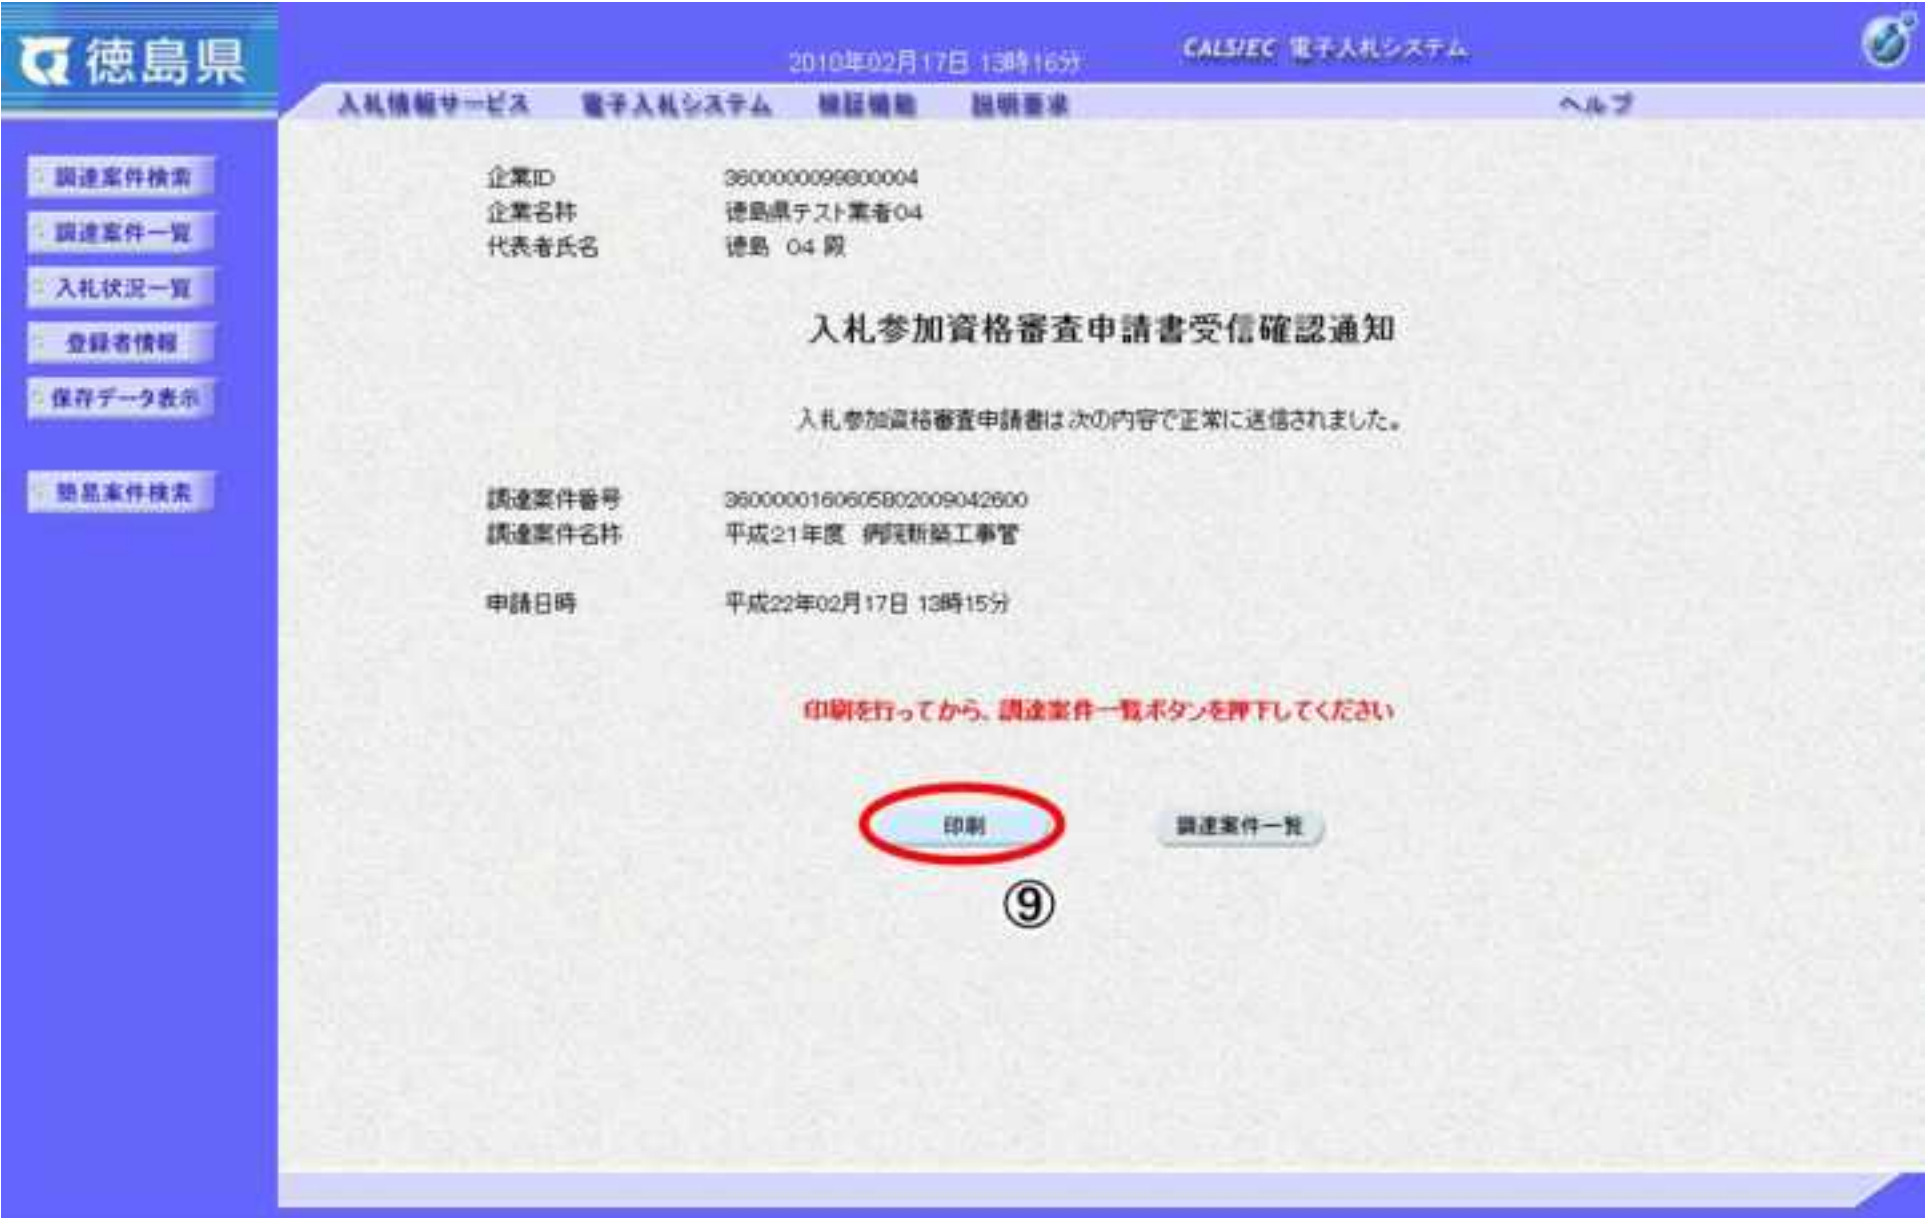 徳島県
2010年02月17日 13時16分
CALS/EC 電子入札システム
入札情報サービス 電子入札システム 検証機能 説明要求 ヘルプ
調達案件検索
調達案件一覧
入札状況一覧
登録者情報
保存データ表示
簡易案件検索
企業ID 3600000099800004
企業名称 徳島県テスト業者04
代表者氏名 徳島 04 殿
入札参加資格審査申請書受信確認通知
入札参加資格審査申請書は次の内容で正常に送信されました。
調達案件番号 3600000160605802009042600
調達案件名称 平成21年度 病院新築工事管
申請日時 平成22年02月17日 13時15分
印刷を行ってから、調達案件一覧ボタンを押下してください
印刷 調達案件一覧
⑨